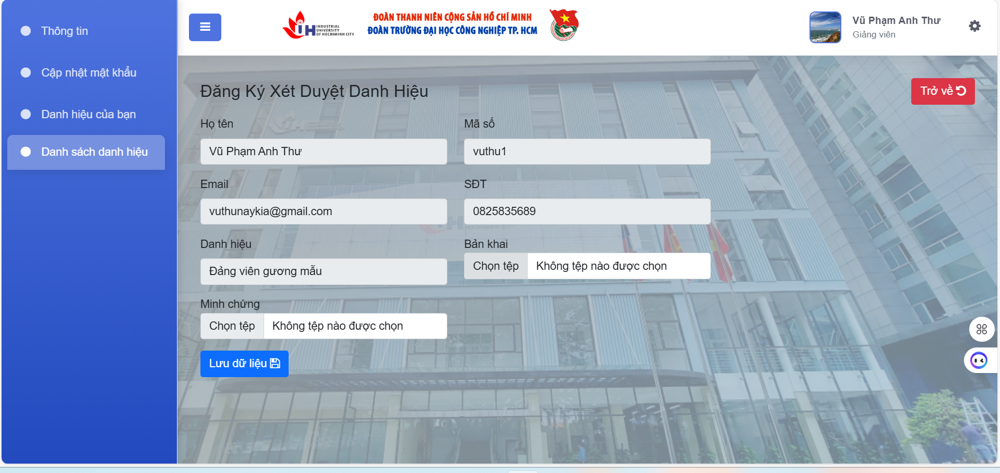 Thông tin
Cập nhật mật khẩu
Danh hiệu của bạn
Danh sách danh hiệu
INDUSTRIAL
IUH UNIVERSITY
OF HOCHIMINH CITY
ĐOÀN THANH NIÊN CỘNG SẢN HỒ CHÍ MINH
ĐOÀN TRƯỜNG ĐẠI HỌC CÔNG NGHIỆP TP. HCM
Vũ Phạm Anh Thư
Giảng viên
Đăng Ký Xét Duyệt Danh Hiệu
Trở về
Họ tên
Mã số
Vũ Phạm Anh Thư
vuthu1
Email
SĐT
vuthunaykia@gmail.com
0825835689
Danh hiệu
Bản khai
Đảng viên gương mẫu
Chọn tệp Không tệp nào được chọn
Minh chứng
Chọn tệp Không tệp nào được chọn
Lưu dữ liệu